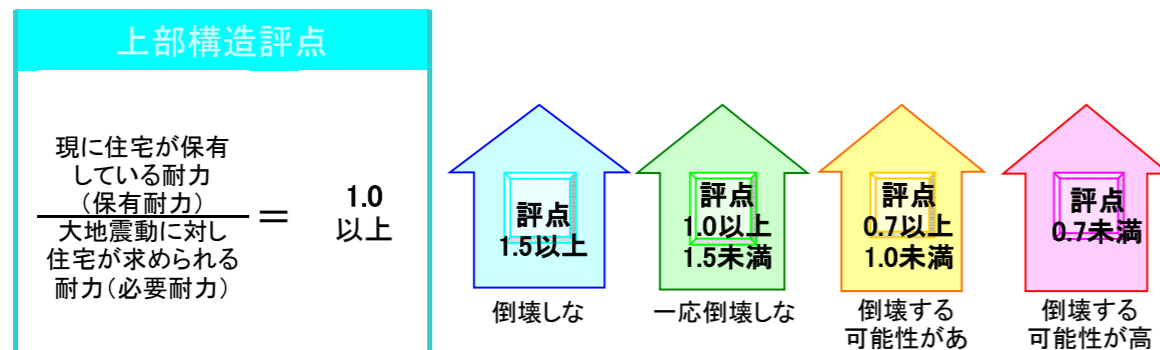 上部構造評点
現に住宅が保有
している耐力
（保有耐力）
大地震動に対し
住宅が求められる
耐力（必要耐力）
＝
1.0
以上
評点
1.5以上
倒壊しな
評点
1.0以上
1.5未満
一応倒壊しな
評点
0.7以上
1.0未満
倒壊する
可能性があ
評点
0.7未満
倒壊する
可能性が高